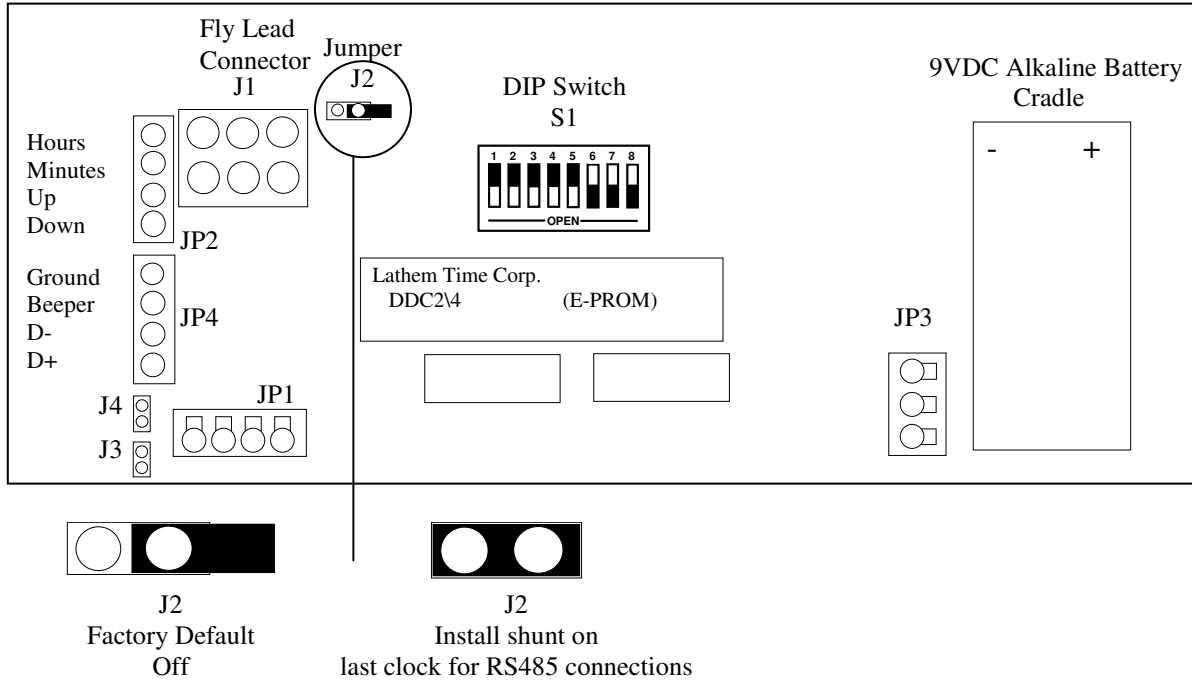 Fly Lead
Connector
J1
Jumper
J2
DIP Switch
S1
9VDC Alkaline Battery
Cradle
- +
1 2 3 4 5 6 7 8
OPEN
Hours
Minutes
Up
Down
JP2
Ground
Beeper
D-
D+
JP4
Lathem Time Corp.
DDC2\4 (E-PROM)
JP3
J4
JP1
J3
J2
Factory Default
Off
J2
Install shunt on
last clock for RS485 connections